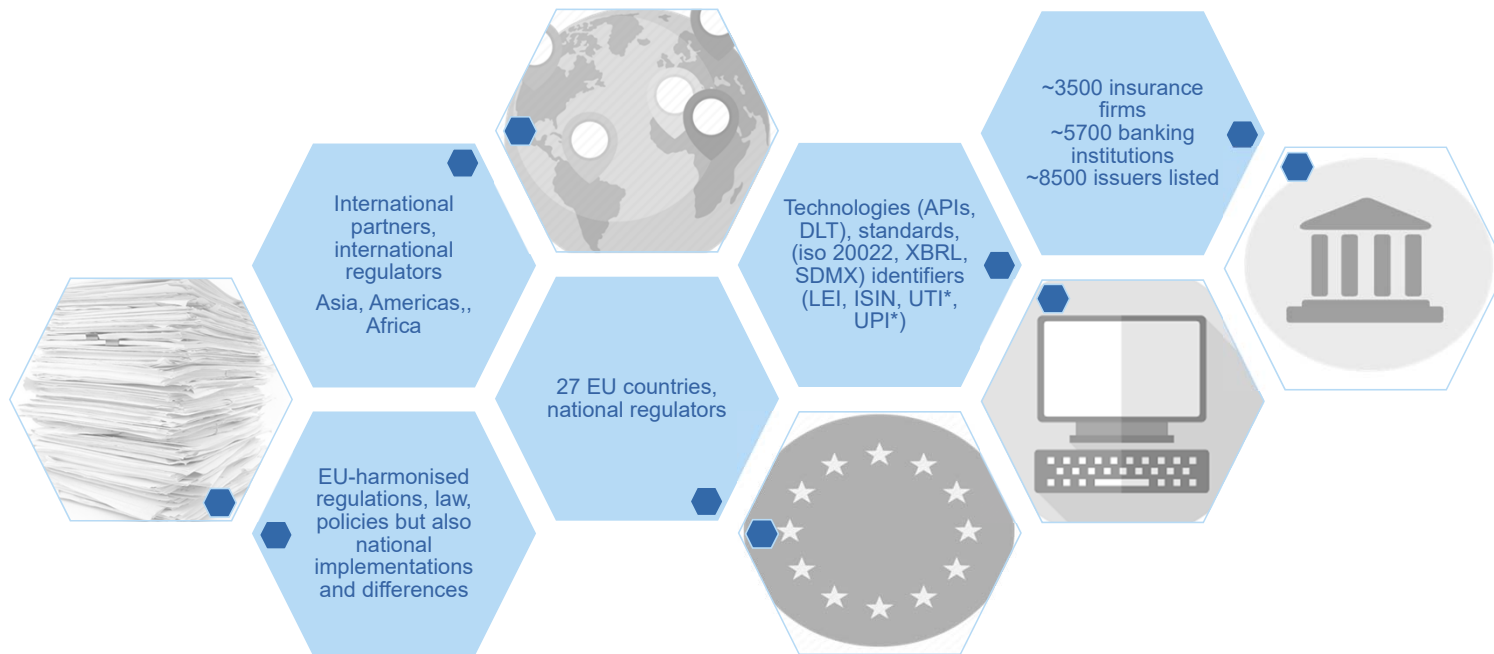 International
partners,
international
regulators
Asia, Americas,,
Africa
EU-harmonised
regulations, law,
policies but also
national
implementations
and differences
27 EU countries,
national regulators
Technologies (APIs,
DLT), standards,
(iso 20022, XBRL,
SDMX) identifiers
(LEI, ISIN, UTI*,
UPI*)
~3500 insurance
firms
~5700 banking
institutions
~8500 issuers listed